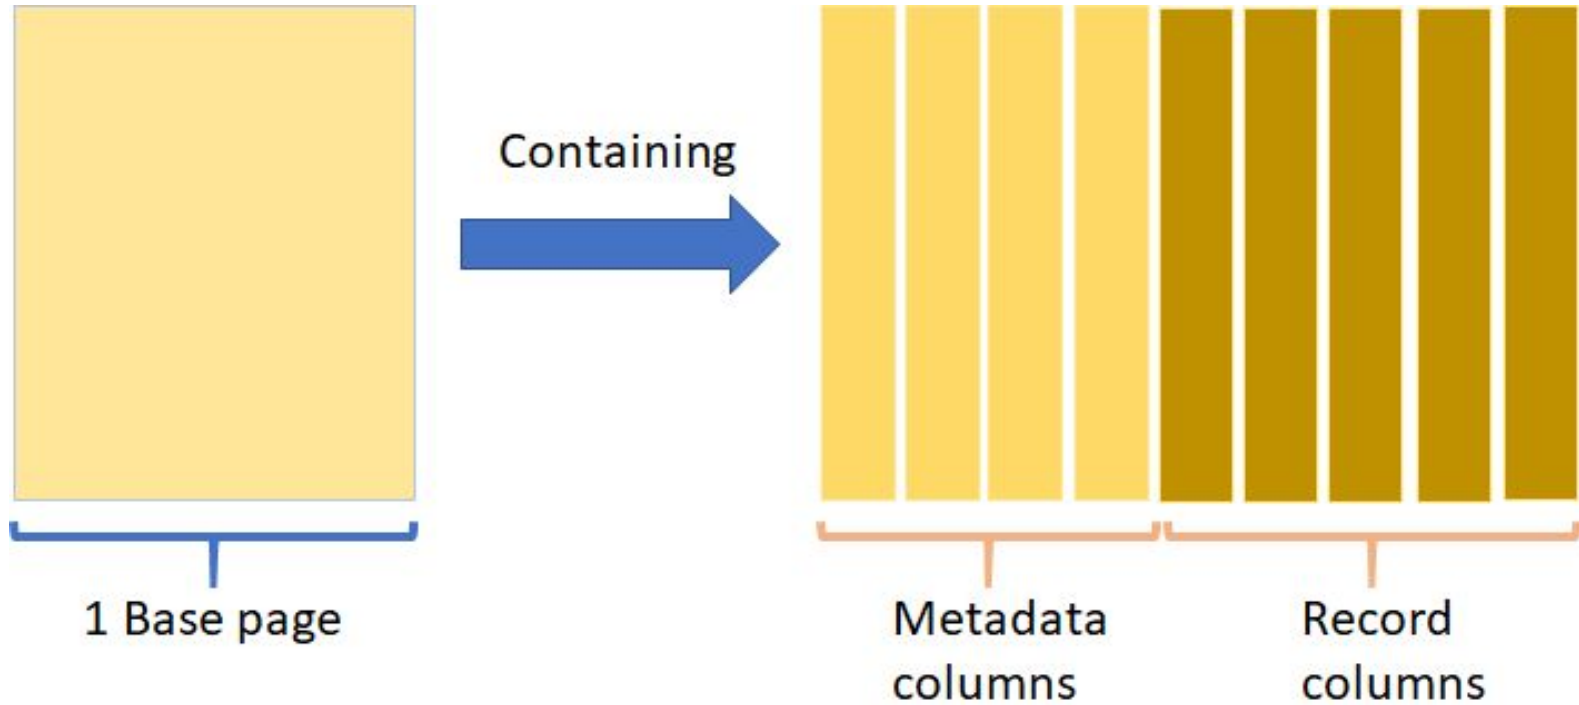 Containing
1 Base page
Metadata
columns
Record
columns